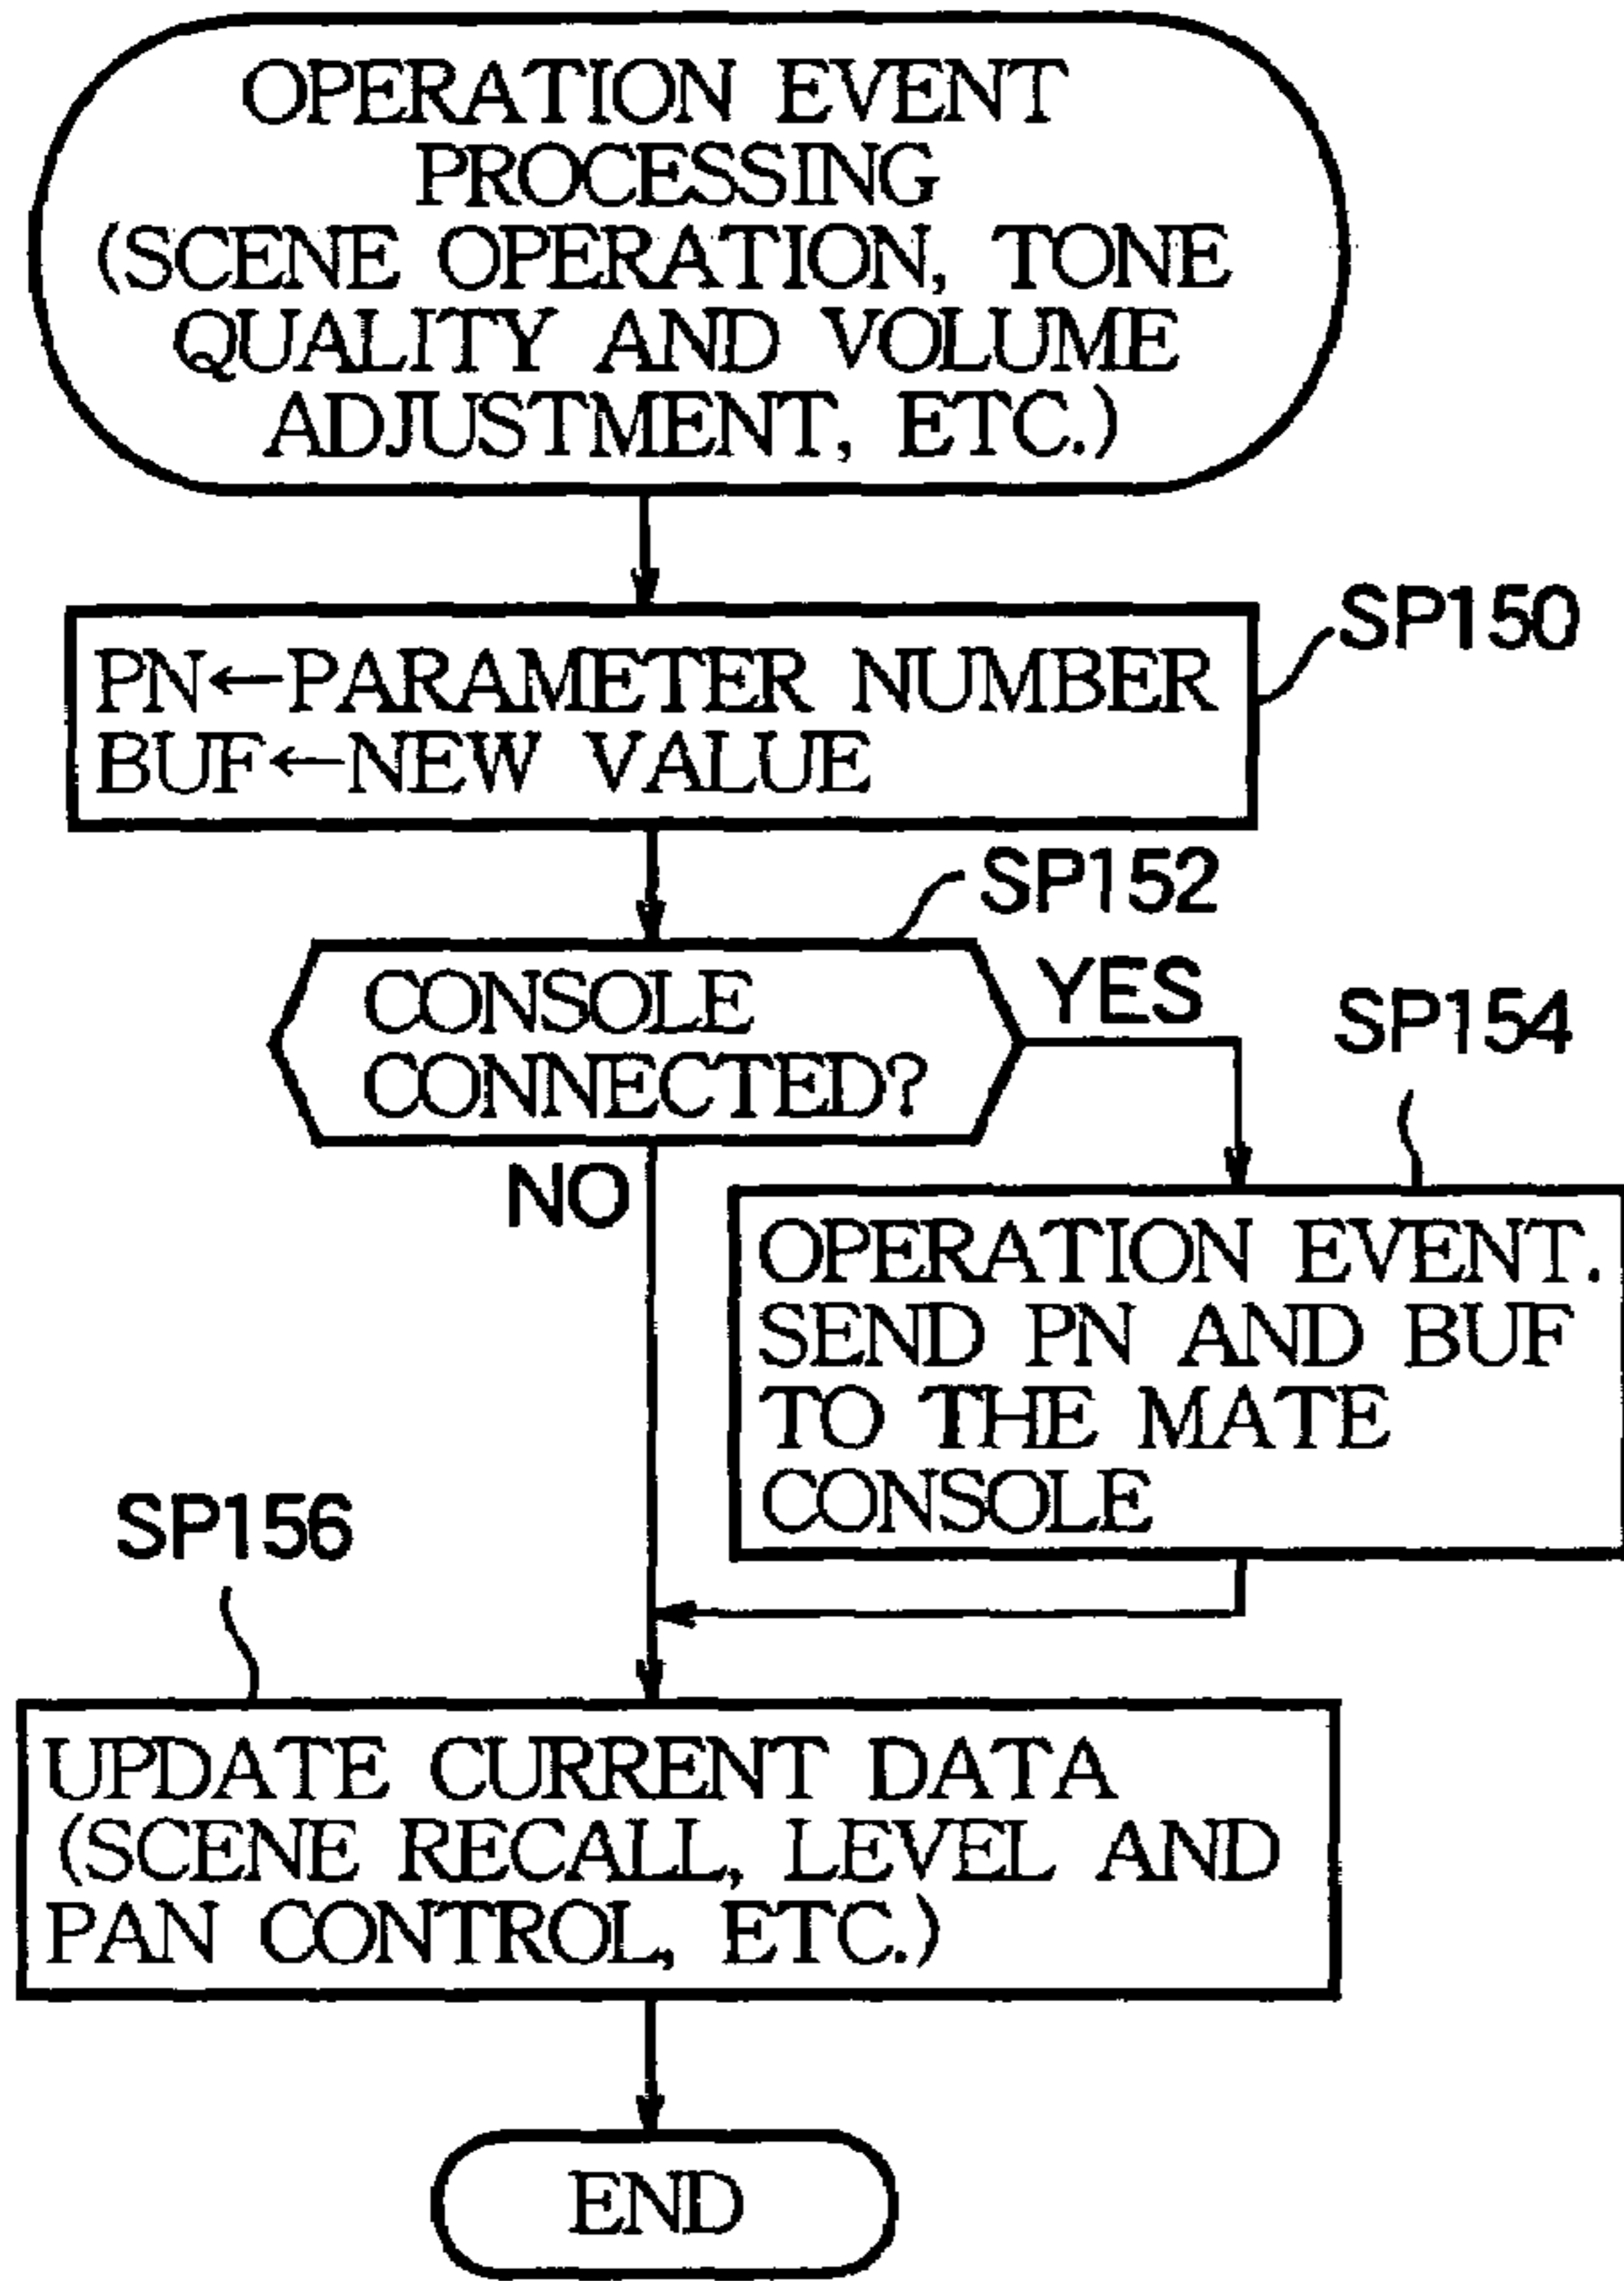 OPERATION EVENT
PROCESSING
(SCENE OPERATION, TONE
QUALITY AND VOLUME
ADJUSTMENT, ETC.)
SP150
PN←PARAMETER NUMBER
BUF←NEW VALUE
SP152
CONSOLE
CONNECTED?
YES
NO
SP154
OPERATION EVENT.
SEND PN AND BUF
TO THE MATE
CONSOLE
SP156
UPDATE CURRENT DATA
(SCENE RECALL, LEVEL AND
PAN CONTROL, ETC.)
END